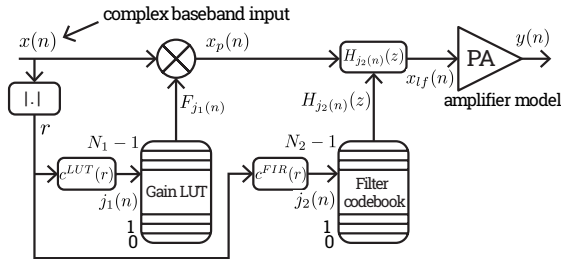 complex baseband input
x(n)
x_p(n)
H_{j_2(n)}(z)
x_{lf}(n)
PA
y(n)
amplifier model
|.|
r
F_{j_1(n)}
H_{j_2(n)}(z)
N_1 − 1
N_2 − 1
c^{LUT}(r)
j_1(n)
Gain LUT
c^{FIR}(r)
j_2(n)
Filter
codebook
1
0
1
0